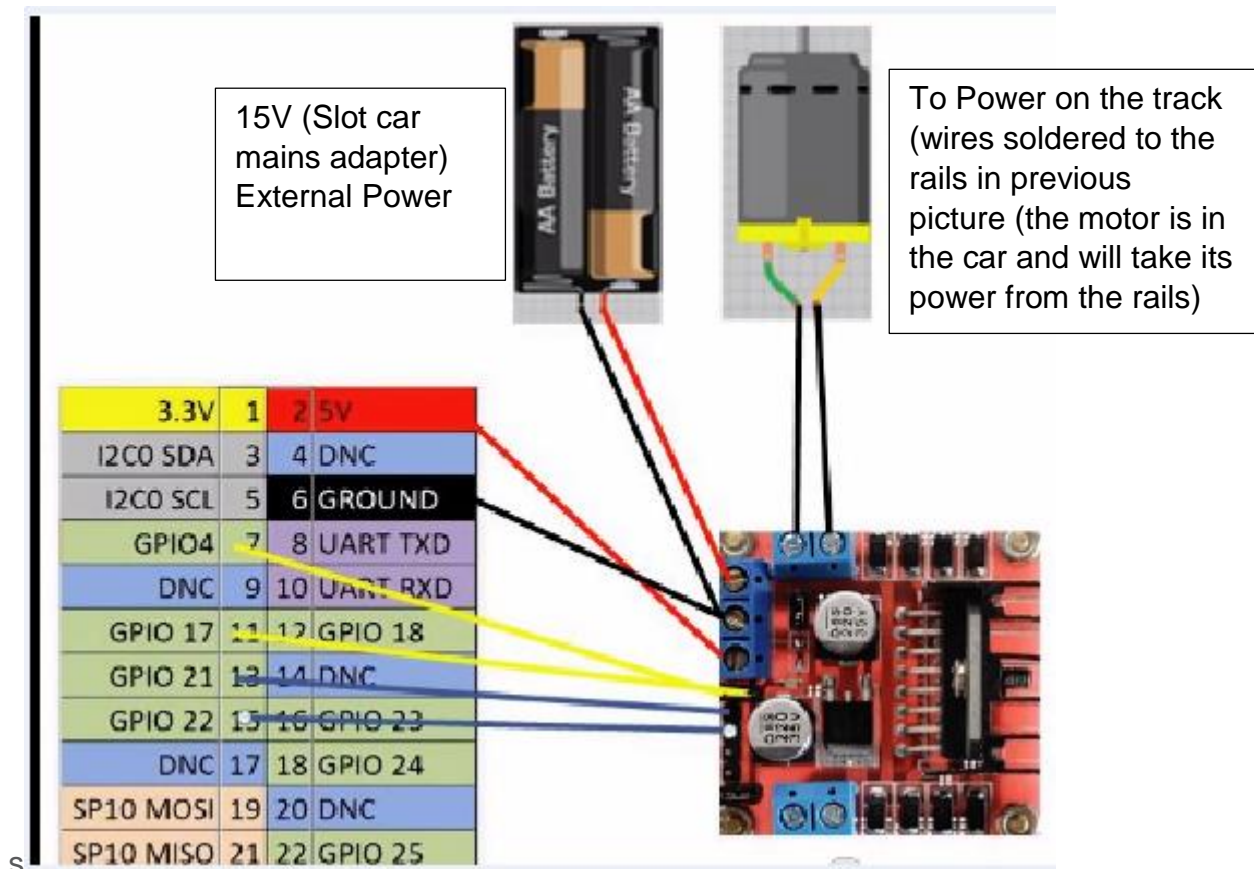 15V (Slot car
mains adapter)
External Power
AA Battery
AA Battery
To Power on the track
(wires soldered to the
rails in previous
picture (the motor is in
the car and will take its
power from the rails)
3.3V 1 2 5V
I2C0 SDA 3 4 DNC
I2C0 SCL 5 6 GROUND
GPIO4 7 8 UART TXD
DNC 9 10 UART RXD
GPIO 17 11 12 GPIO 18
GPIO 21 13 14 DNC
GPIO 22 15 16 GPIO 23
DNC 17 18 GPIO 24
SP10 MOSI 19 20 DNC
SP10 MISO 21 22 GPIO 25
s